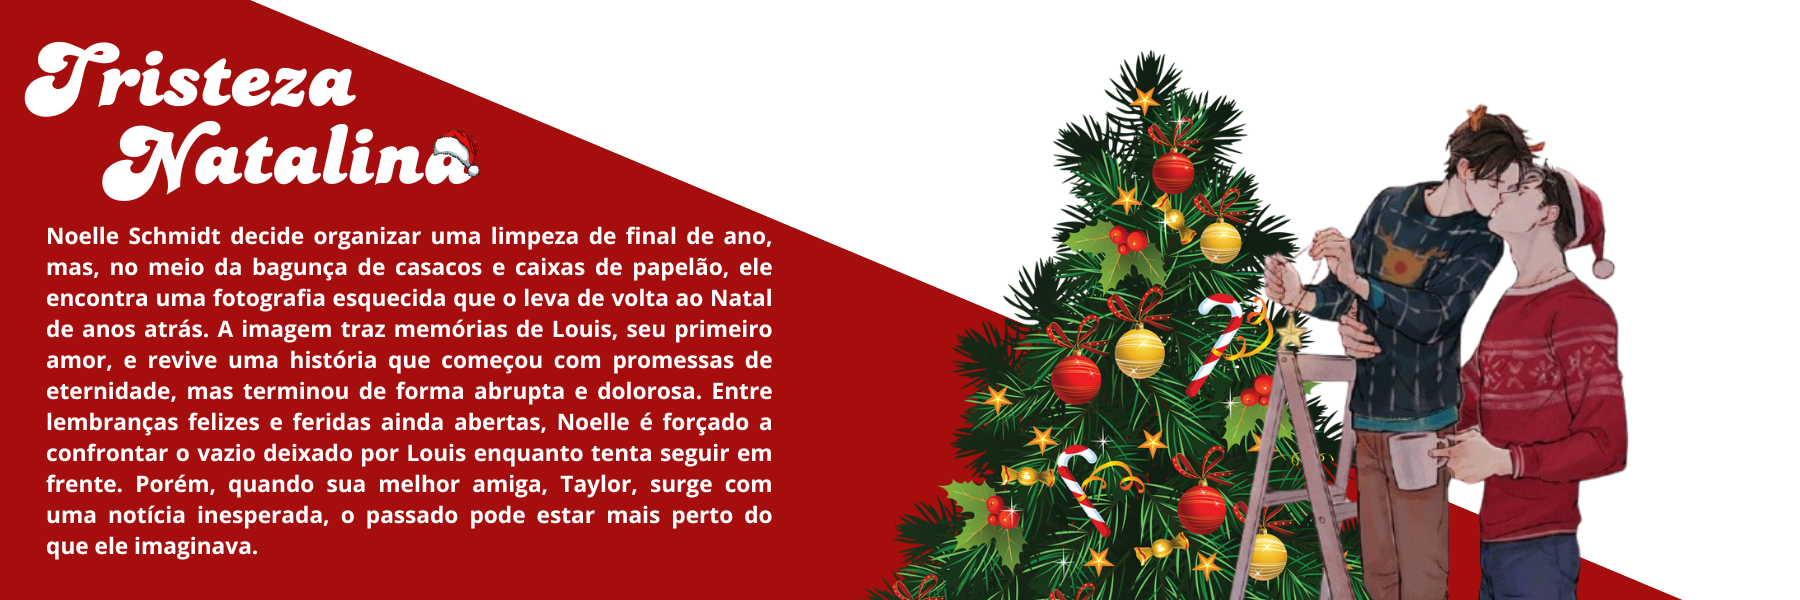 Tristeza
Natalina
Noelle Schmidt decide organizar uma limpeza de final de ano,
mas, no meio da bagunça de casacos e caixas de papelão, ele
encontra uma fotografia esquecida que o leva de volta ao Natal
de anos atrás. A imagem traz memórias de Louis, seu primeiro
amor, e revive uma história que começou com promessas de
eternidade, mas terminou de forma abrupta e dolorosa. Entre
lembranças felizes e feridas ainda abertas, Noelle é forçado a
confrontar o vazio deixado por Louis enquanto tenta seguir em
frente. Porém, quando sua melhor amiga, Taylor, surge com
uma notícia inesperada, o passado pode estar mais perto do
que ele imaginava.